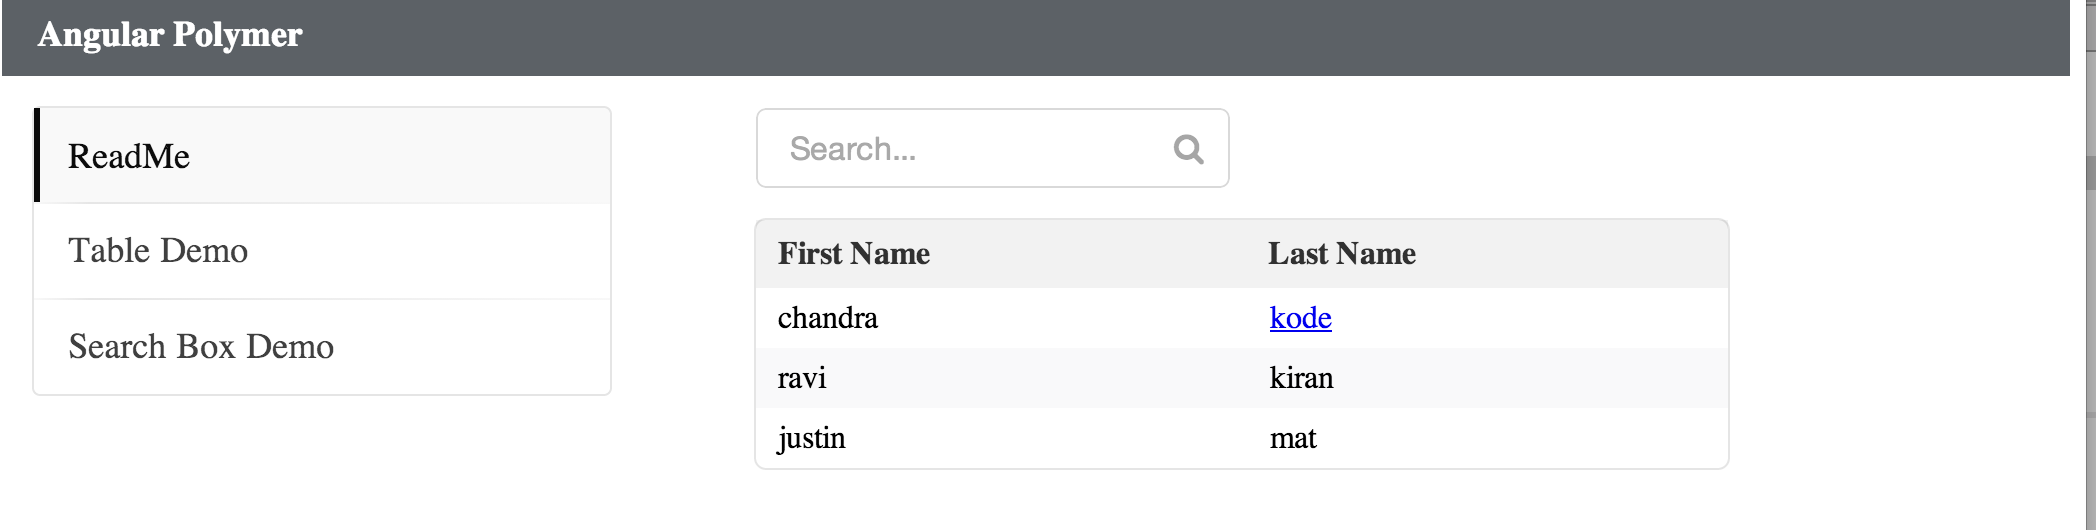 Angular Polymer
ReadMe
Table Demo
Search Box Demo
Search...
First Name Last Name
chandra kode
ravi kiran
justin mat